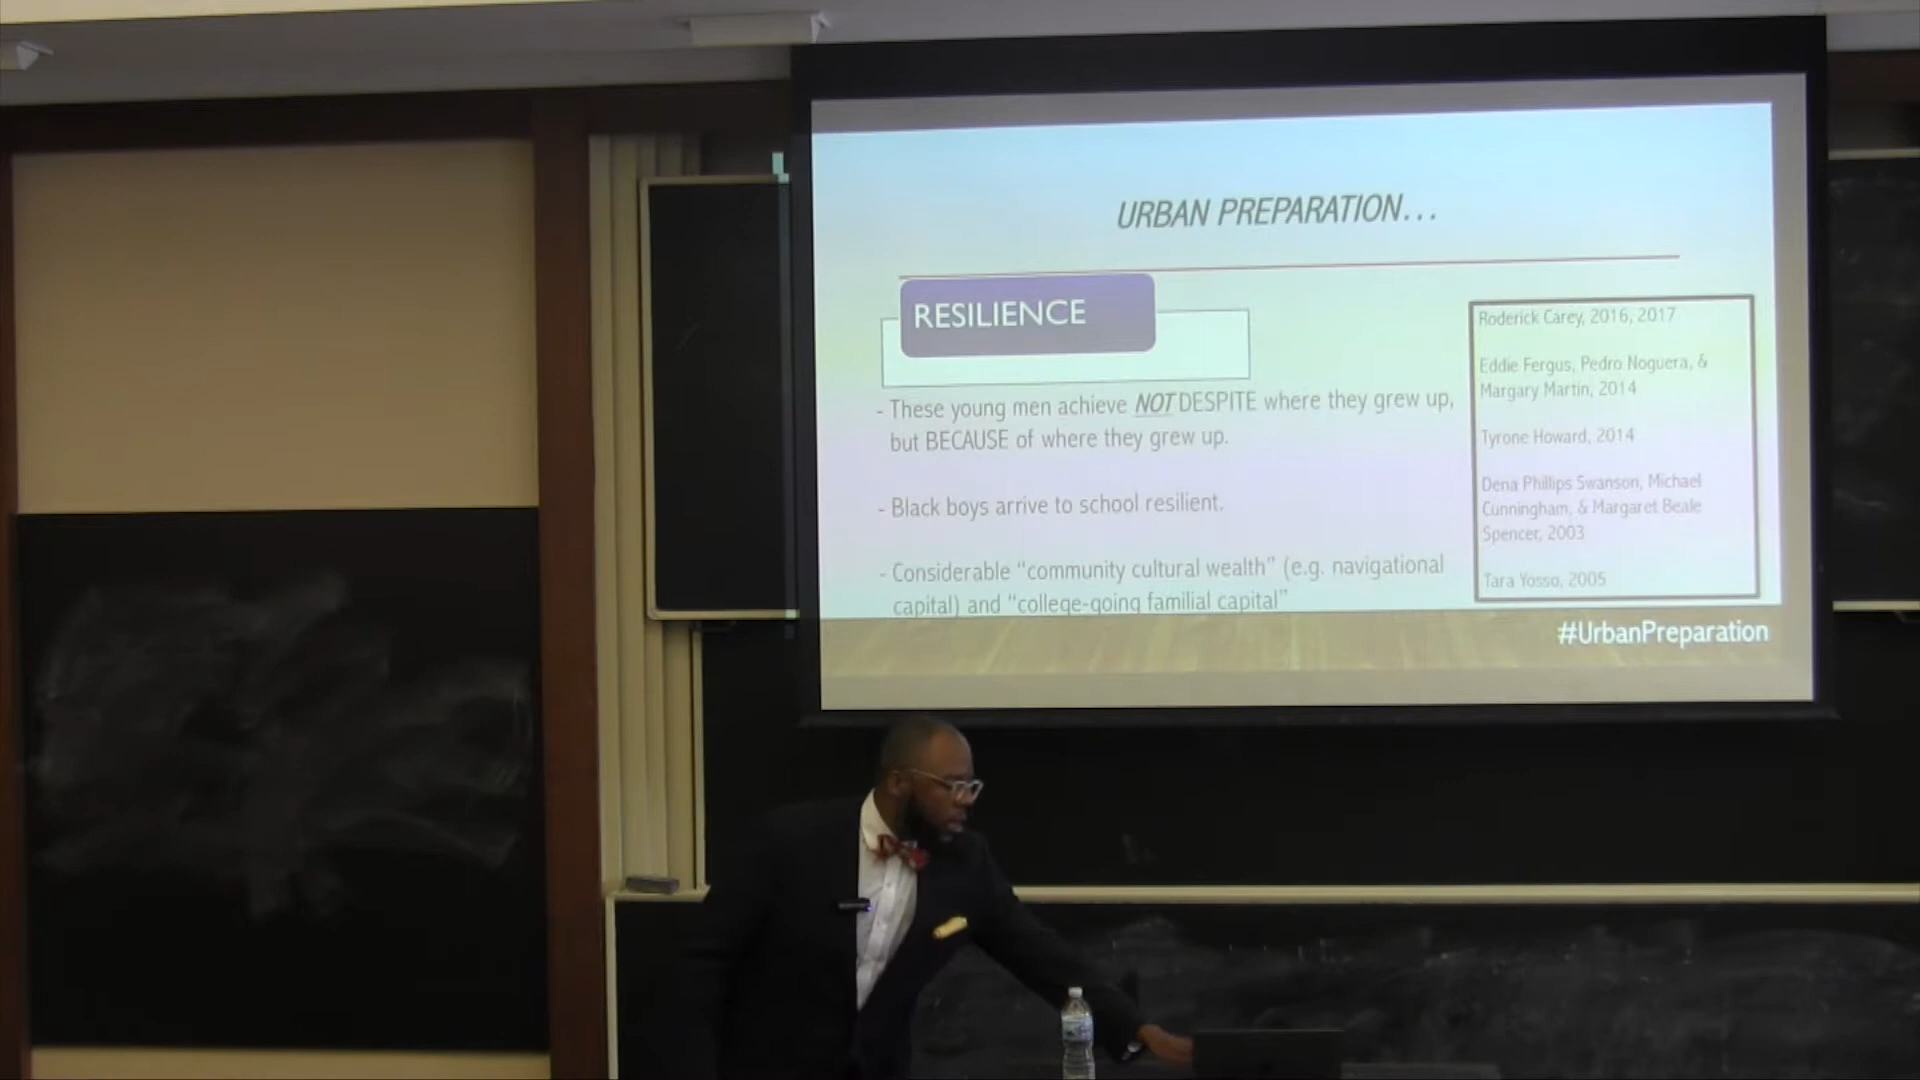 URBAN PREPARATION...
RESILIENCE
- These young men achieve NOT DESPITE where they grew up,
but BECAUSE of where they grew up.
- Black boys arrive to school resilient.
- Considerable “community cultural wealth” (e.g. navigational
capital) and “college-going familial capital”
Roderick Carey, 2016, 2017
Eddie Fergus, Pedro Noguera, &
Margary Martin, 2014
Tyrone Howard, 2014
Dena Phillips Swanson, Michael
Cunningham, & Margaret Beale
Spencer, 2003
Tara Yosso, 2005
#UrbanPreparation